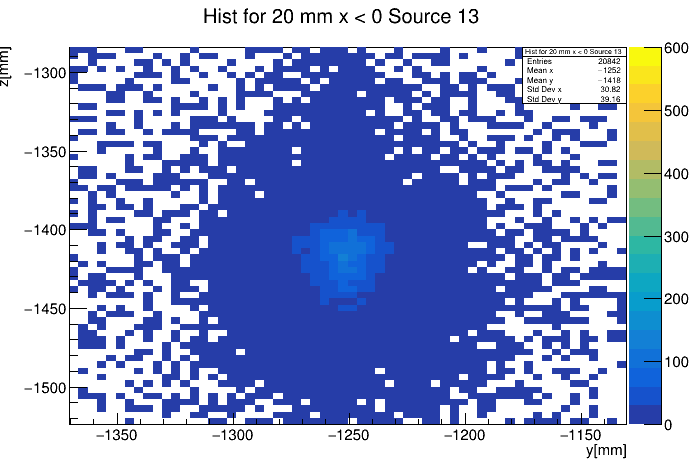 Hist for 20 mm x < 0 Source 13
z[mm]
Hist for 20 mm x < 0 Source 13
Entries 20842
Mean x −1252
Mean y −1418
Std Dev x 30.82
Std Dev y 39.16
−1300
−1350
−1400
−1450
−1500
−1350
−1300
−1250
−1200
−1150
y[mm]
600
500
400
300
200
100
0